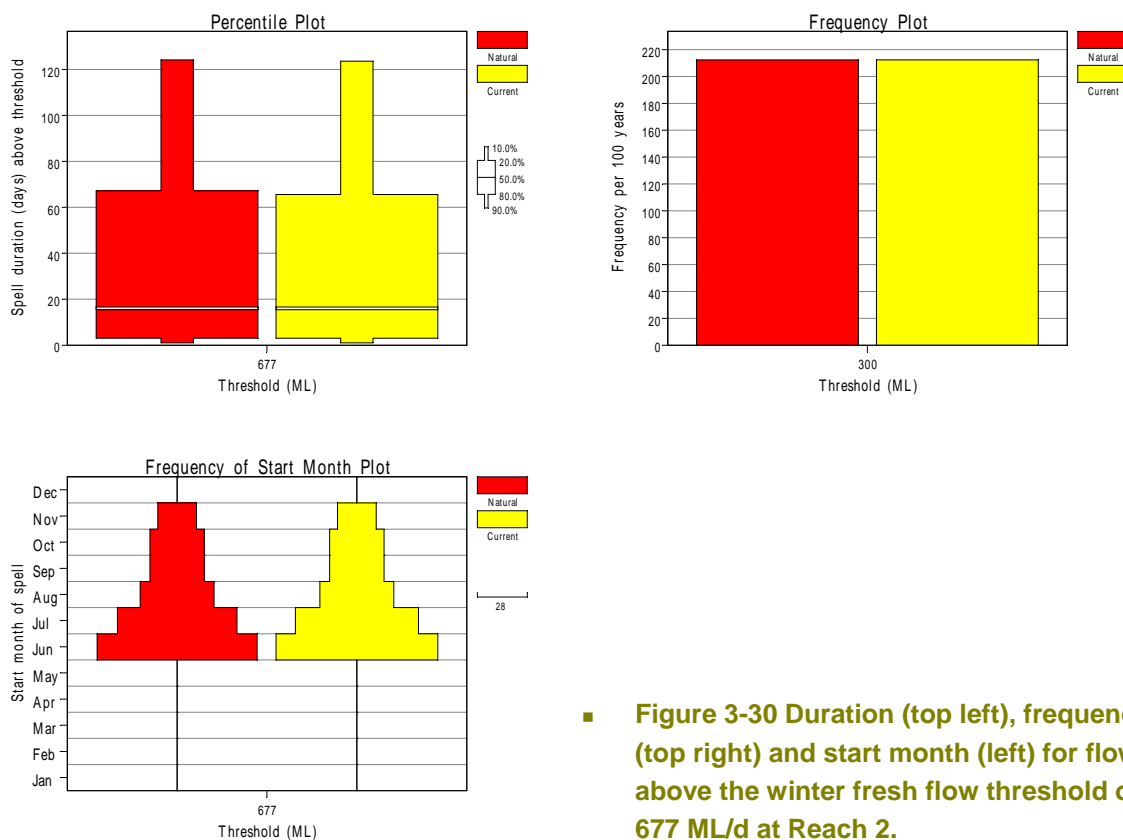 Percentile Plot
Spell duration (days) above threshold
120
100
80
60
40
20
0
677
Threshold (ML)
Natural
Current
10.0%
20.0%
50.0%
80.0%
90.0%
Frequency Plot
Frequency per 100 years
220
200
180
160
140
120
100
80
60
40
20
0
300
Threshold (ML)
Natural
Current
Frequency of Start Month Plot
Start month of spell
Dec
Nov
Oct
Sep
Aug
Jul
Jun
May
Apr
Mar
Feb
Jan
677
Threshold (ML)
Natural
Current
28
▪ Figure 3-30 Duration (top left),
(top right) and start month (left) for
above the winter fresh flow threshold
677 ML/d at Reach 2.